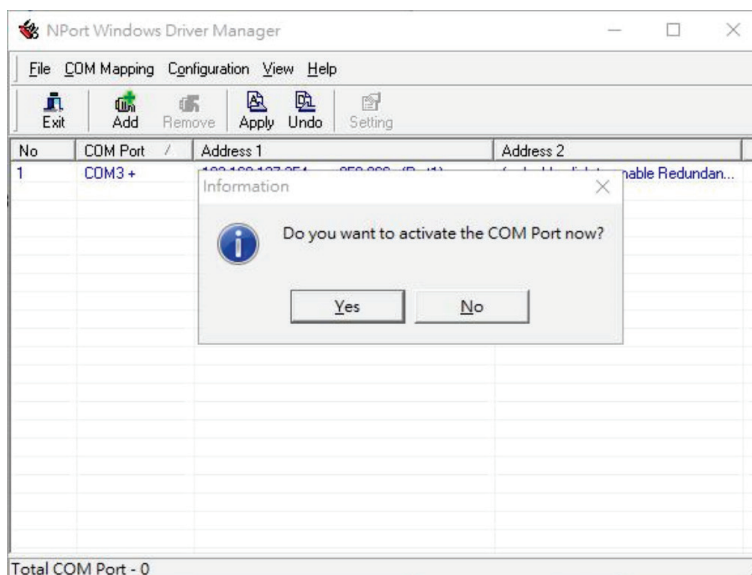 NPort Windows Driver Manager
File COM Mapping Configuration View Help
Exit Add Remove Apply Undo Setting
No COM Port Address 1 Address 2
1 COM3 + nable Redundan...
Information
Do you want to activate the COM Port now?
Yes No
Total COM Port - 0